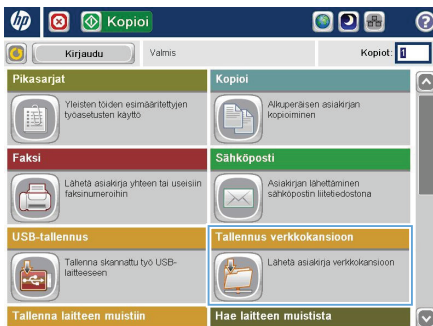 hp
Kopioi
?
Kirjaudu
Valmis
Kopiot: 1
Pikasarjat
Yleisten töiden esimääritettyjen
työasetusten käyttö
Kopioi
Alkuperäisen asiakirjan
kopioiminen
Faksi
Lähetä asiakirja yhteen tai useisiin
faksinumeroihin
Sähköposti
Asiakirjan lähettäminen
sähköpostin liitetiedostona
USB-tallennus
Tallenna skannattu työ USB-
laitteeseen
Tallennus verkkokansioon
Lähetä asiakirja verkkokansioon
Tallenna laitteen muistiin
Hae laitteen muistista